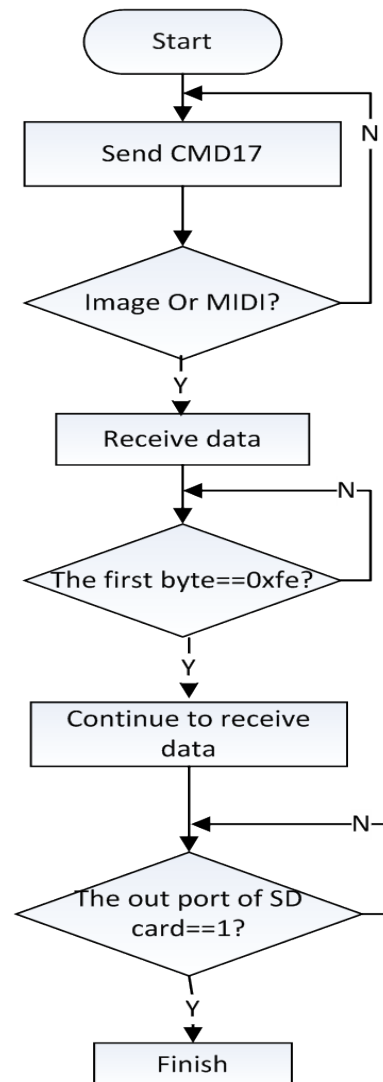 Start
N
Send CMD17
Image Or MIDI?
Y
Receive data
N
The first byte==0xfe?
Y
Continue to receive
data
N
The out port of SD
card==1?
Y
Finish